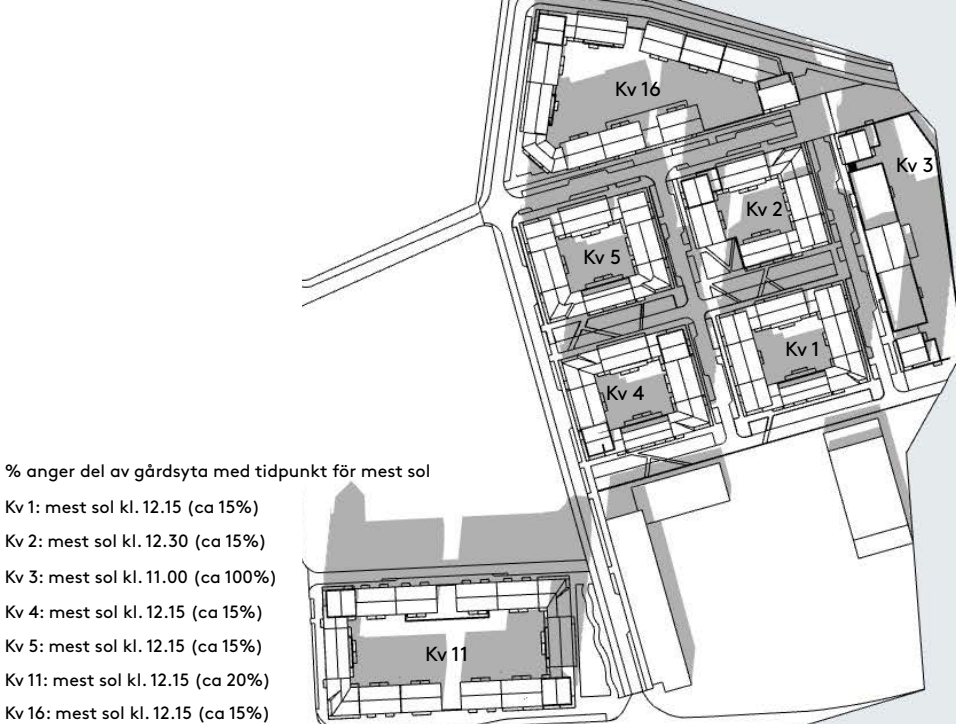 Kv 16
Kv 3
Kv 2
Kv 5
Kv 1
Kv 4
% anger del av gårdsyta med tidpunkt för mest sol
Kv 1: mest sol kl. 12.15 (ca 15%)
Kv 2: mest sol kl. 12.30 (ca 15%)
Kv 3: mest sol kl. 11.00 (ca 100%)
Kv 4: mest sol kl. 12.15 (ca 15%)
Kv 5: mest sol kl. 12.15 (ca 15%)
Kv 11: mest sol kl. 12.15 (ca 20%)
Kv 16: mest sol kl. 12.15 (ca 15%)
Kv 11